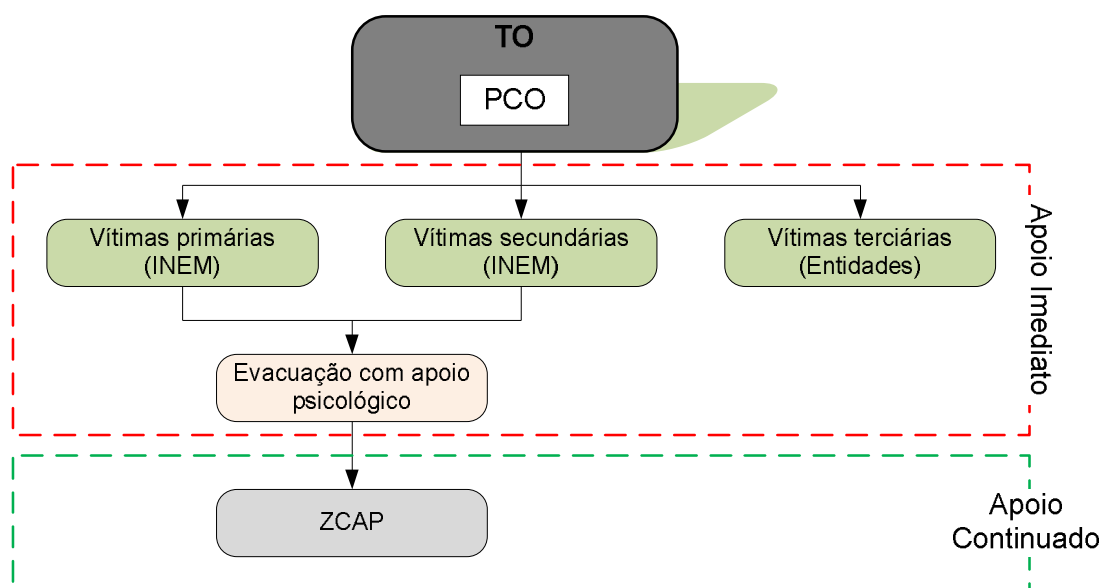 TO
PCO
Vítimas primárias
(INEM)
Vítimas secundárias
(INEM)
Vítimas terciárias
(Entidades)
Apoio Imediato
Evacuação com apoio
psicológico
ZCAP
Apoio
Continuado